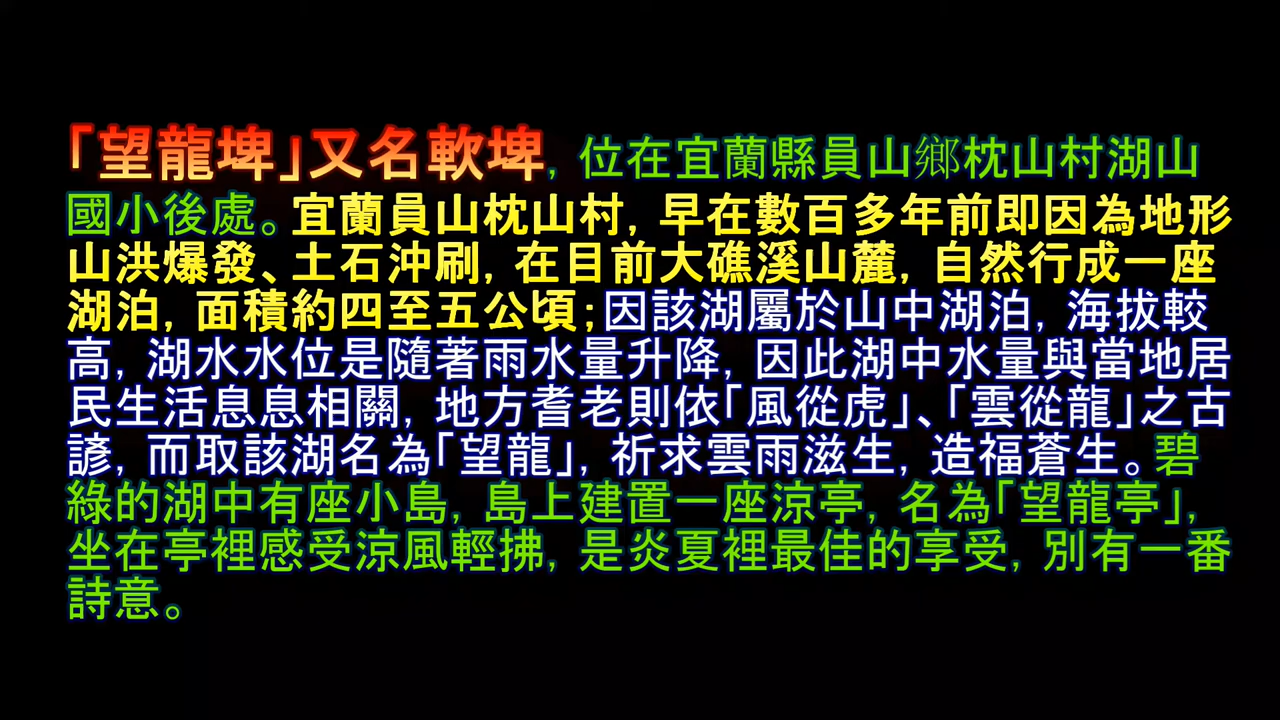 「望龍埤」又名軟埤, 位在宜蘭縣員山鄉枕山村湖山
國小後處。宜蘭員山枕山村, 早在數百多年前即因為地形
山洪爆發、土石沖刷, 在目前大礁溪山麓, 自然行成一座
湖泊, 面積約四至五公頃;因該湖屬於山中湖泊, 海拔較
高, 湖水水位是隨著雨水量升降, 因此湖中水量與當地居
民生活息息相關, 地方耆老則依「風從虎」、「雲從龍」之古
諺, 而取該湖名為「望龍」, 祈求雲雨滋生, 造福蒼生。碧
綠的湖中有座小島, 島上建置一座涼亭, 名為「望龍亭」,
坐在亭裡感受涼風輕拂, 是炎夏裡最佳的享受, 別有一番
詩意。